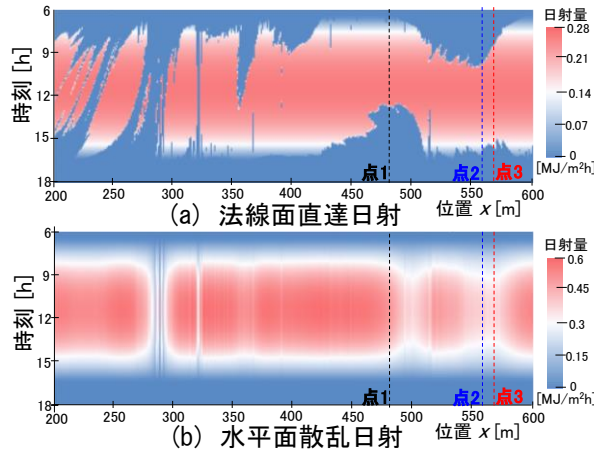 日射量
6
9
12
15
18
時刻 [h]
0.28
0.21
0.14
0.07
0
[MJ/m²h]
点1
点2
点3
200
250
300
350
400
450
500
550
600
位置 x [m]
(a) 法線面直達日射
日射量
6
9
12
15
18
時刻 [h]
0.6
0.45
0.3
0.15
0
[MJ/m²h]
点1
点2
点3
200
250
300
350
400
450
500
550
600
位置 x [m]
(b) 水平面散乱日射